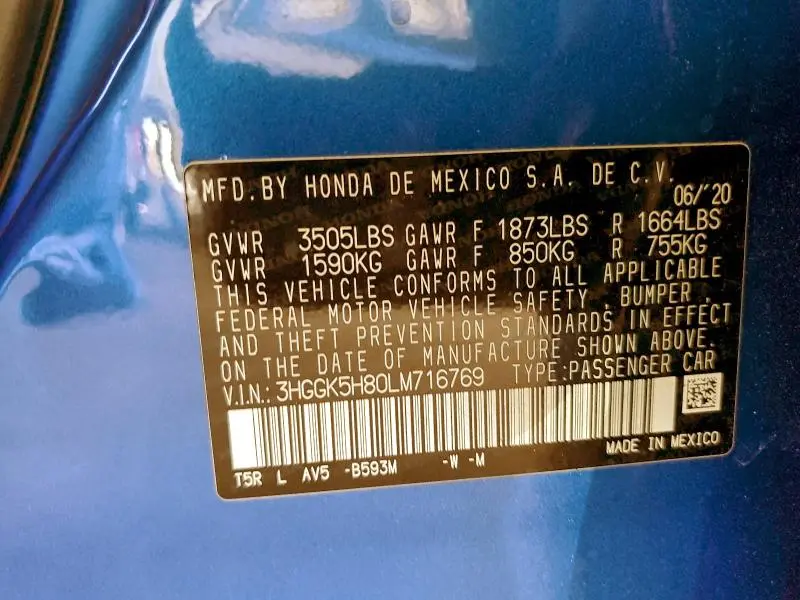 MFD. BY HONDA DE MEXICO S.A. DE C.V.
06/'20
GVWR 3505LBS GAWR F 1873LBS R 1664LBS
GVWR 1590KG GAWR F 850KG R 755KG
THIS VEHICLE CONFORMS TO ALL APPLICABLE
FEDERAL MOTOR VEHICLE SAFETY, BUMPER,
AND THEFT PREVENTION STANDARDS IN EFFECT
ON THE DATE OF MANUFACTURE SHOWN ABOVE.
V.I.N.: 3HGGK5H80LM716769 TYPE:PASSENGER CAR
MADE IN MEXICO
T5R L AV5 -B593M -W -M